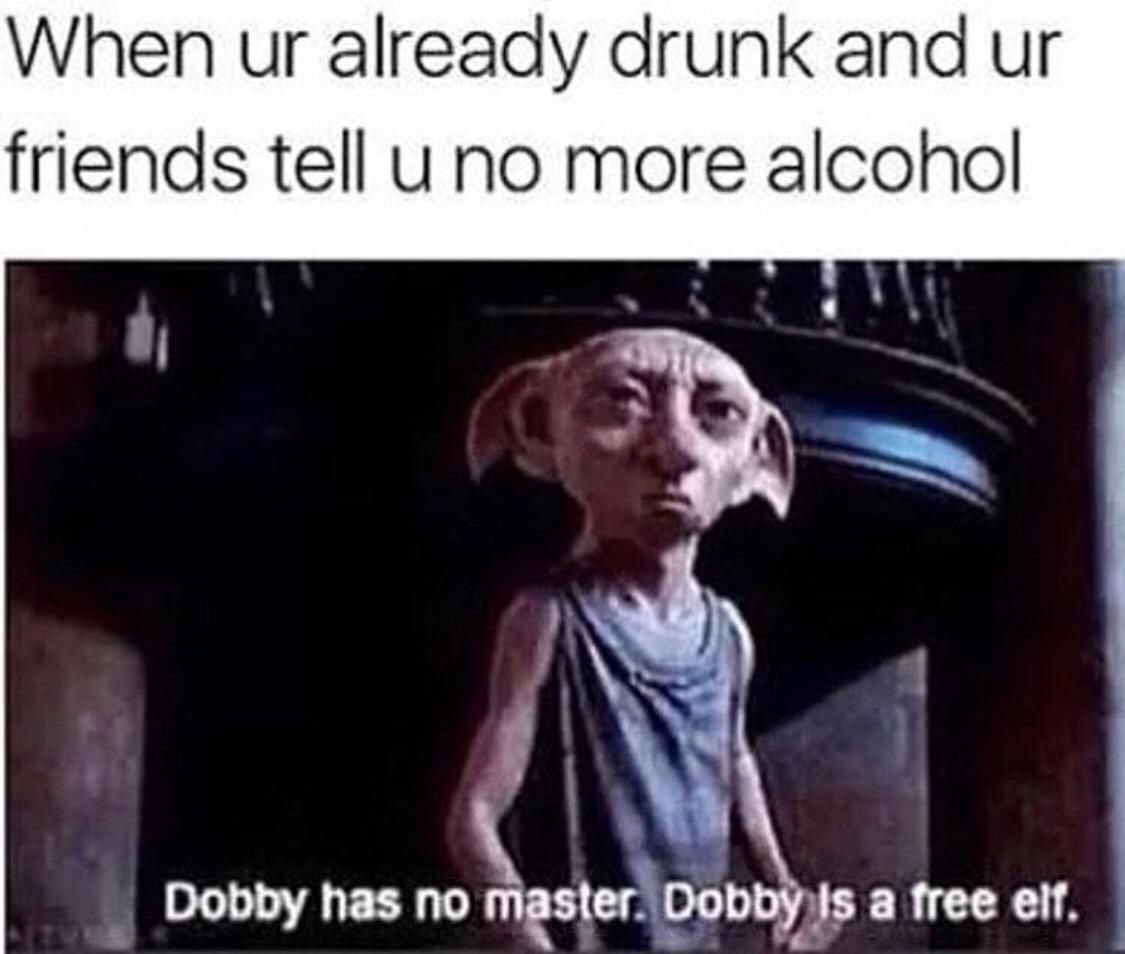 When ur already drunk and ur
friends tell u no more alcohol
Dobby has no master. Dobby is a free elf.